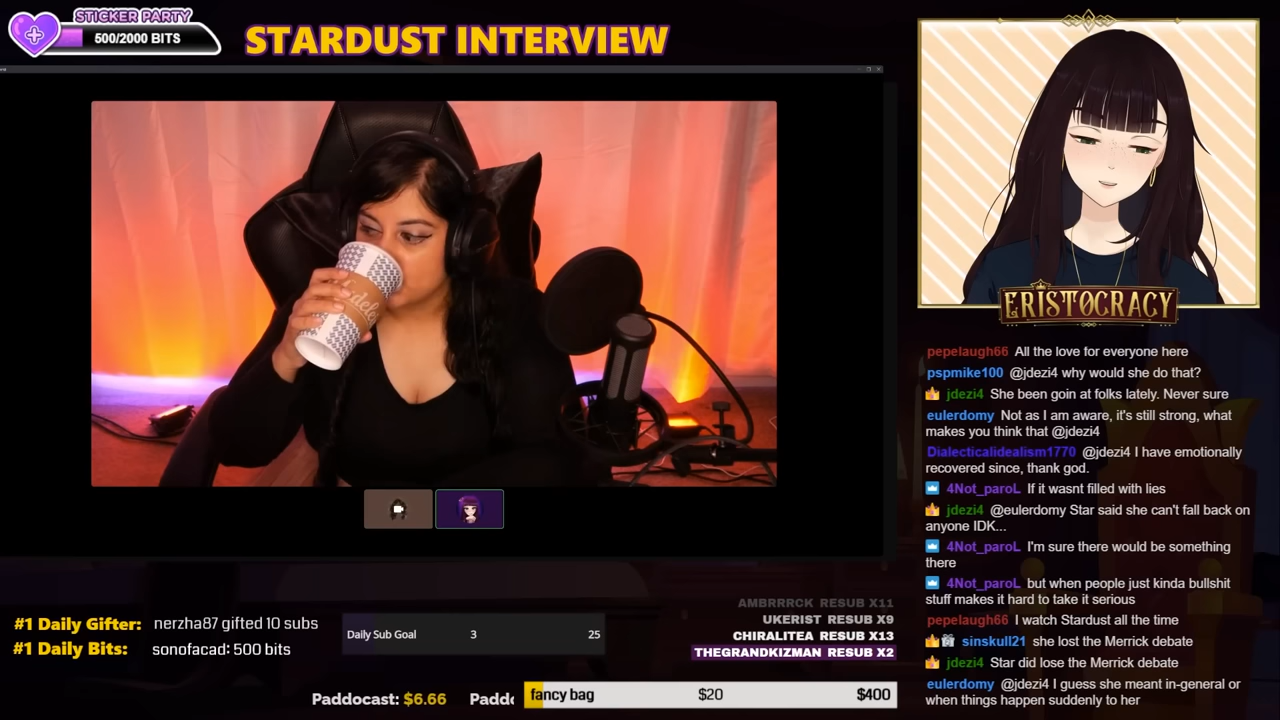 STICKER PARTY
500/2000 BITS
STARDUST INTERVIEW
ERISTOCRACY
pepelaugh66 All the love for everyone here
pspmike100 @jdezi4 why would she do that?
jdezi4 She been goin at folks lately. Never sure
eulerdomy Not as I am aware, it's still strong, what
makes you think that @jdezi4
Dialecticalidealism1770 @jdezi4 I have emotionally
recovered since, thank god.
4Not_paroL If it wasnt filled with lies
jdezi4 @eulerdomy Star said she can't fall back on
anyone IDK...
4Not_paroL I'm sure there would be something
there
4Not_paroL but when people just kinda bullshit
stuff makes it hard to take it serious
pepelaugh66 I watch Stardust all the time
sinskull21 she lost the Merrick debate
jdezi4 Star did lose the Merrick debate
eulerdomy @jdezi4 I guess she meant in-general or
when things happen suddenly to her
#1 Daily Gifter: nerzha87 gifted 10 subs
#1 Daily Bits: sonofacad: 500 bits
Daily Sub Goal 3 25
AMBRRRCK RESUB X11
UKERIST RESUB X9
CHIRALITEA RESUB X13
THEGRANDKIZMAN RESUB X2
Paddocast: $6.66 Paddc
fancy bag $20 $400